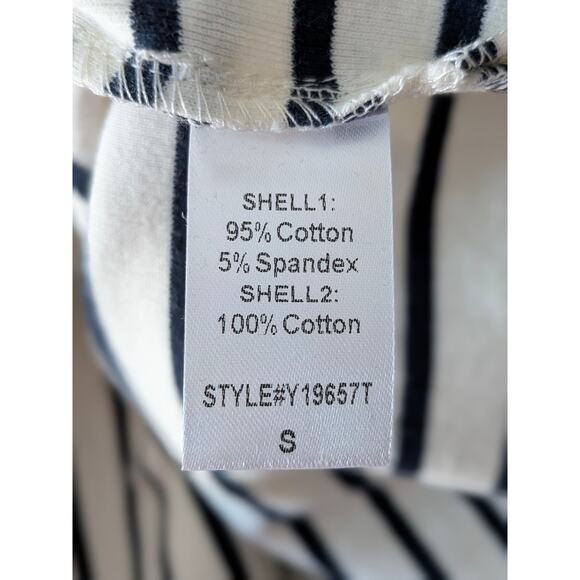 SHELL1:
95% Cotton
5% Spandex
SHELL2:
100% Cotton
STYLE#Y19657T
S